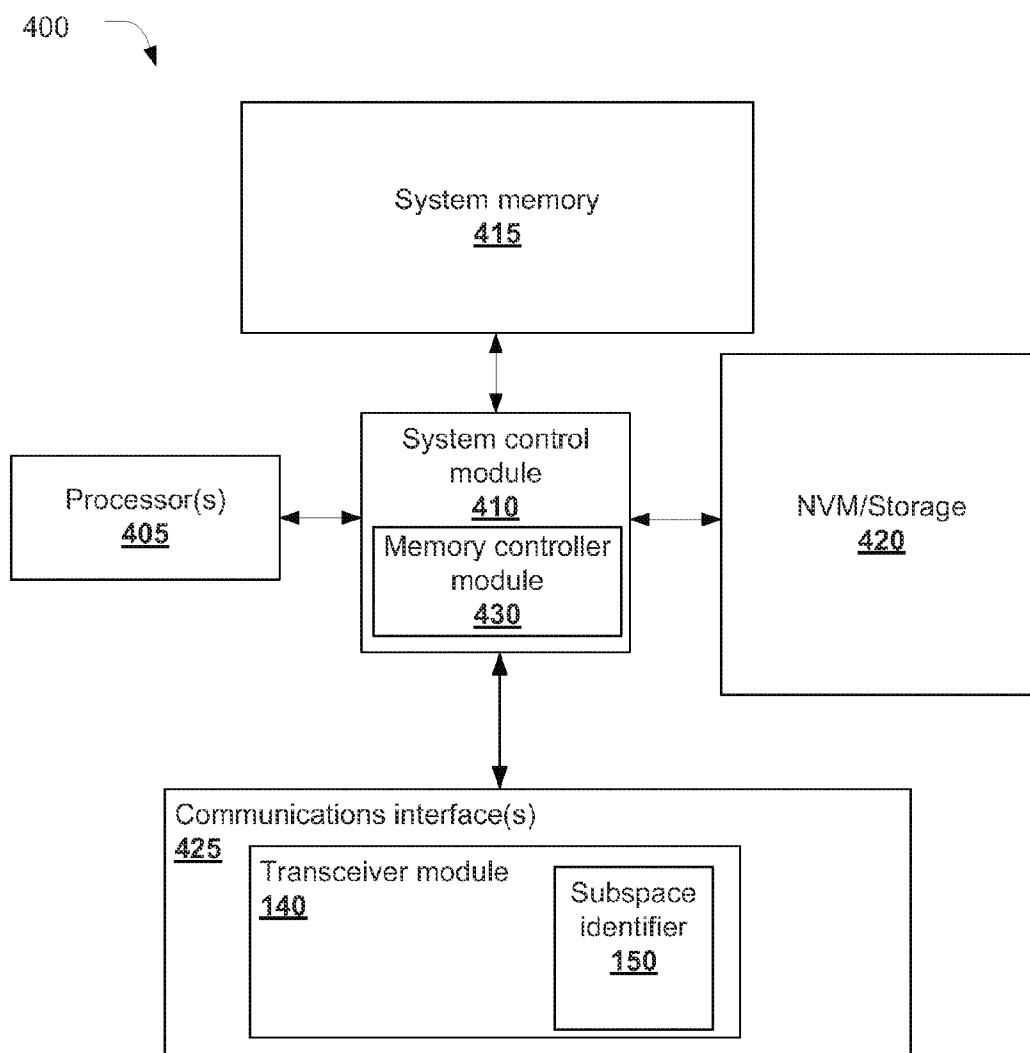 400
System memory
415
System control
module
410
Memory controller
module
430
Processor(s)
405
NVM/Storage
420
Communications interface(s)
425
Transceiver module
140
Subspace
identifier
150